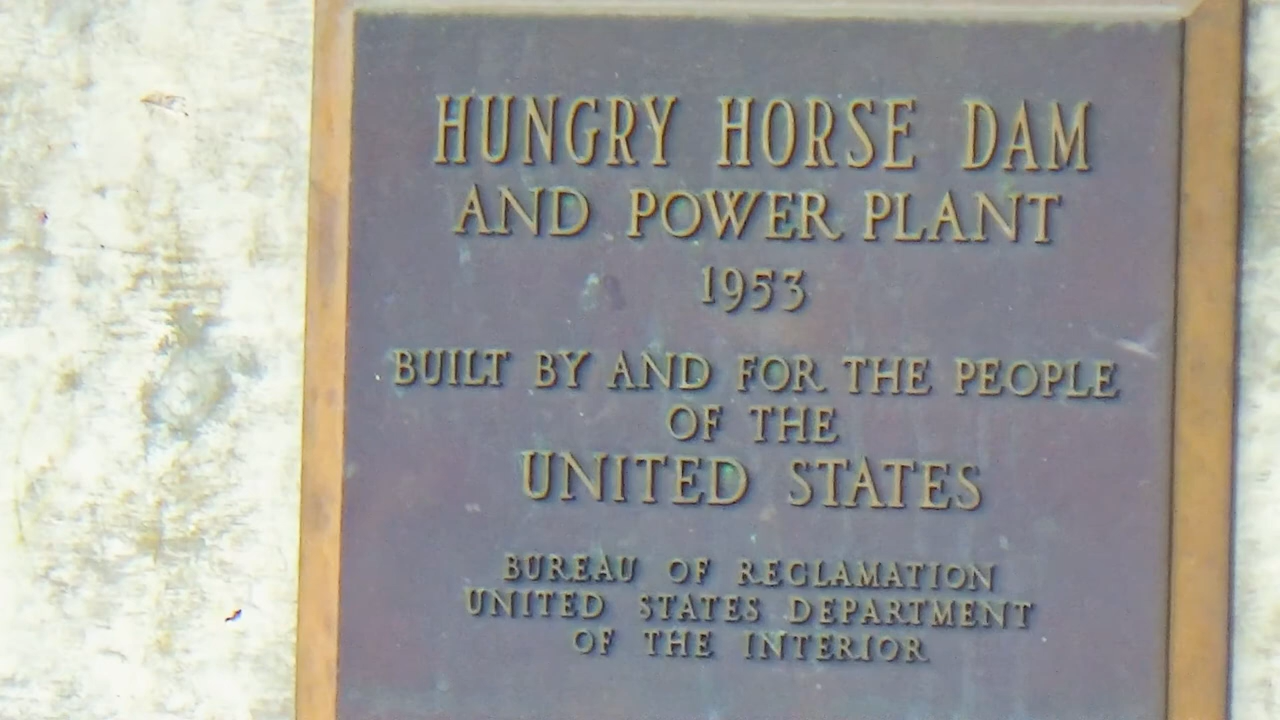 HUNGRY HORSE DAM
AND POWER PLANT
1953
BUILT BY AND FOR THE PEOPLE
OF THE
UNITED STATES
BUREAU OF RECLAMATION
UNITED STATES DEPARTMENT
OF THE INTERIOR